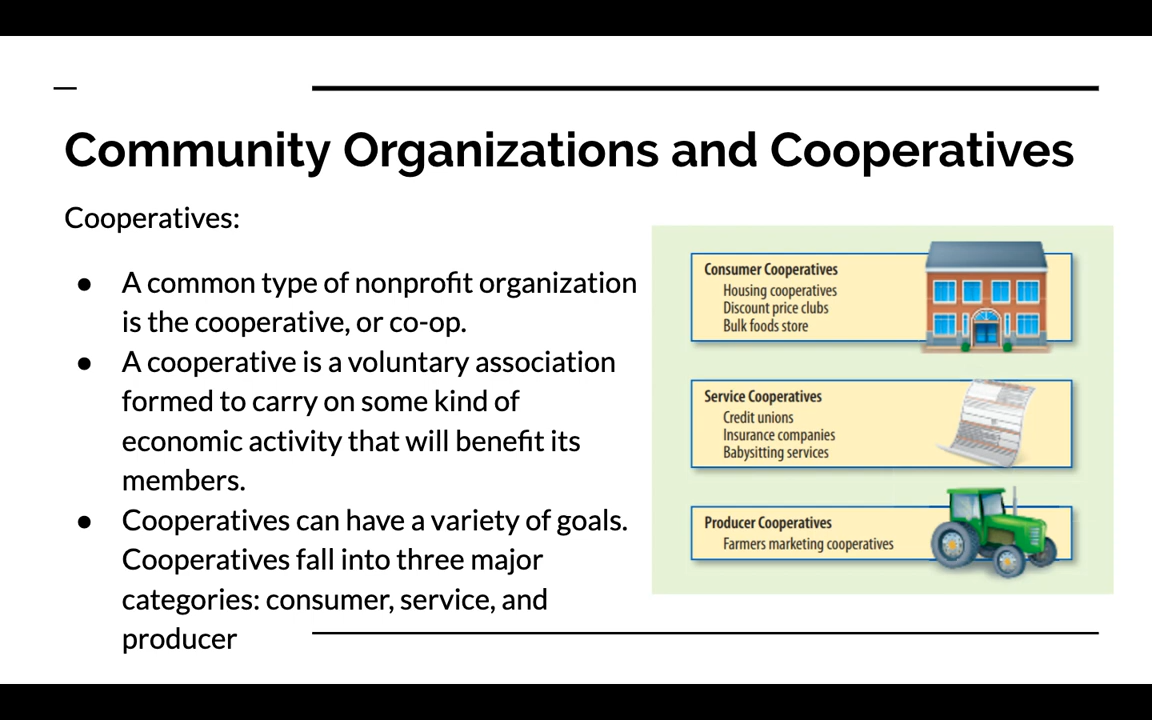 Community Organizations and Cooperatives
Cooperatives:
● A common type of nonprofit organization
is the cooperative, or co-op.
● A cooperative is a voluntary association
formed to carry on some kind of
economic activity that will benefit its
members.
● Cooperatives can have a variety of goals.
Cooperatives fall into three major
categories: consumer, service, and
producer
Consumer Cooperatives
Housing cooperatives
Discount price clubs
Bulk foods store
Service Cooperatives
Credit unions
Insurance companies
Babysitting services
Producer Cooperatives
Farmers marketing cooperatives